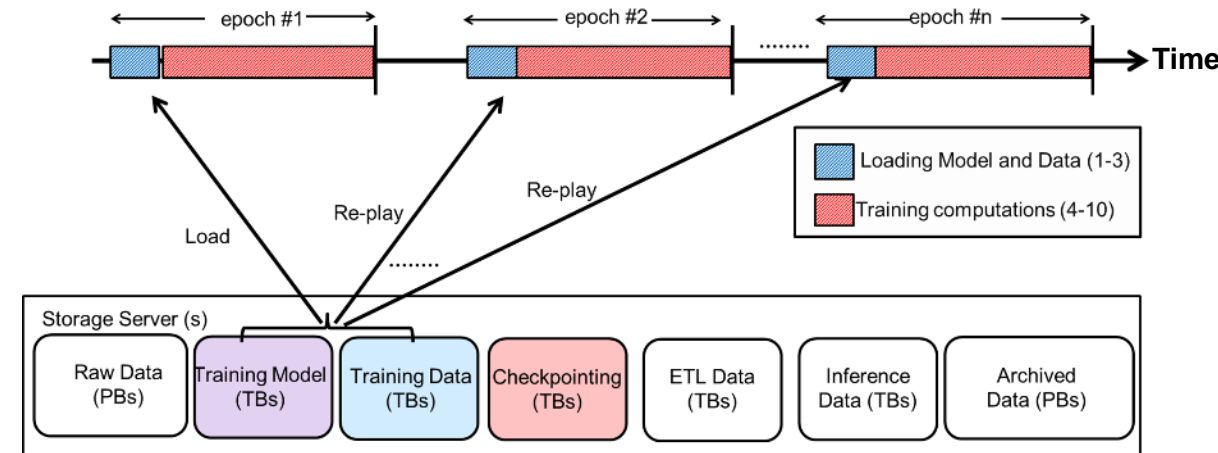 epoch #1
epoch #2
epoch #n
........
Time
Loading Model and Data (1-3)
Training computations (4-10)
Re-play
Re-play
Load
........
Storage Server (s)
Raw Data
(PBs)
Training Model
(TBs)
Training Data
(TBs)
Checkpointing
(TBs)
ETL Data
(TBs)
Inference
Data (TBs)
Archived
Data (PBs)